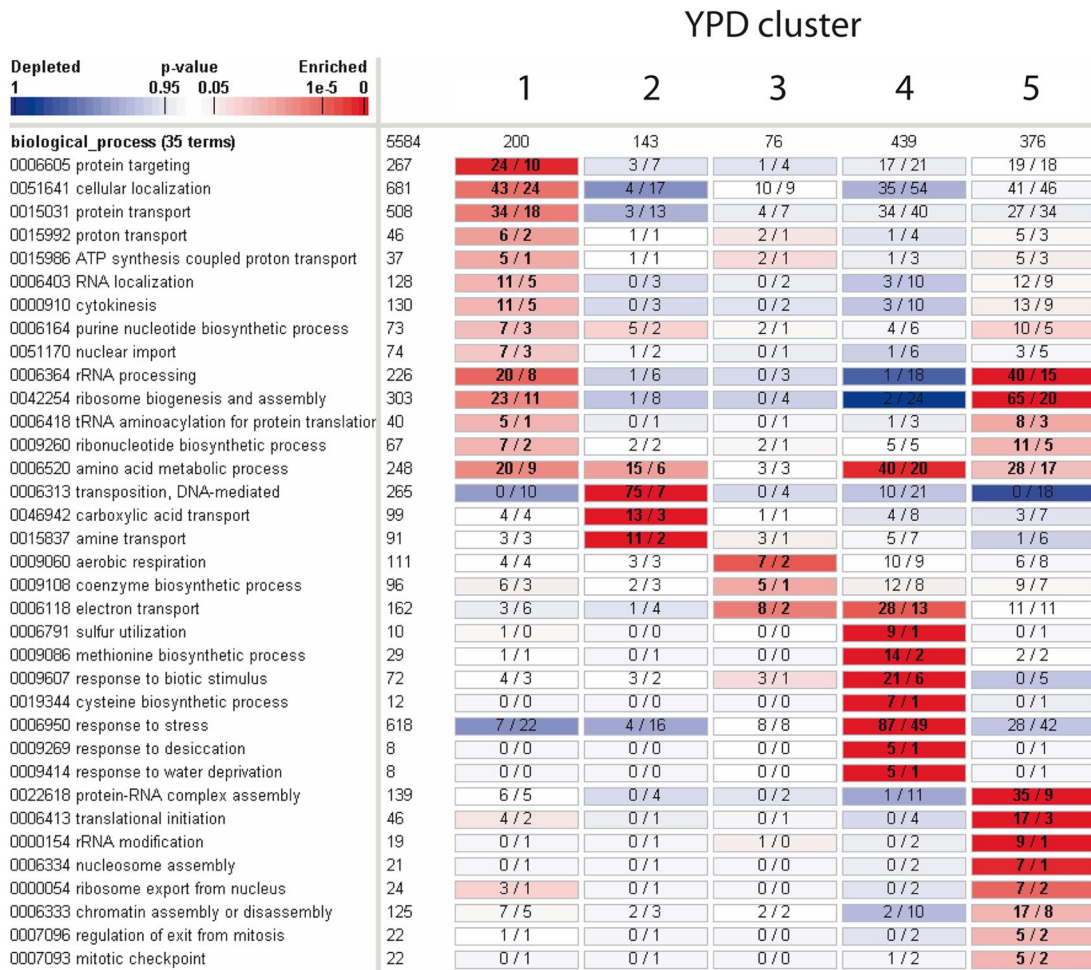 YPD cluster
Depleted p-value Enriched
1 0.95 0.05 1e-5 0
1 2 3 4 5
biological_process (35 terms) 5584 200 143 76 439 376
0006605 protein targeting 267 24 / 10 3 / 7 1 / 4 17 / 21 19 / 18
0051641 cellular localization 681 43 / 24 4 / 17 10 / 9 35 / 54 41 / 46
0015031 protein transport 508 34 / 18 3 / 13 4 / 7 34 / 40 27 / 34
0015992 proton transport 46 6 / 2 1 / 1 2 / 1 1 / 4 5 / 3
0015986 ATP synthesis coupled proton transport 37 5 / 1 1 / 1 2 / 1 1 / 3 5 / 3
0006403 RNA localization 128 11 / 5 0 / 3 0 / 2 3 / 10 12 / 9
0000910 cytokinesis 130 11 / 5 0 / 3 0 / 2 3 / 10 13 / 9
0006164 purine nucleotide biosynthetic process 73 7 / 3 5 / 2 2 / 1 4 / 6 10 / 5
0051170 nuclear import 74 7 / 3 1 / 2 0 / 1 1 / 6 3 / 5
0006364 rRNA processing 226 20 / 8 1 / 6 0 / 3 1 / 18 40 / 15
0042254 ribosome biogenesis and assembly 303 23 / 11 1 / 8 0 / 4 2 / 24 65 / 20
0006418 tRNA aminoacylation for protein translation 40 5 / 1 0 / 1 0 / 1 1 / 3 8 / 3
0009260 ribonucleotide biosynthetic process 67 7 / 2 2 / 2 2 / 1 5 / 5 11 / 5
0006520 amino acid metabolic process 248 20 / 9 15 / 6 3 / 3 40 / 20 28 / 17
0006313 transposition, DNA-mediated 265 0 / 10 75 / 7 0 / 4 10 / 21 0 / 18
0046942 carboxylic acid transport 99 4 / 4 13 / 3 1 / 1 4 / 8 3 / 7
0015837 amine transport 91 3 / 3 11 / 2 3 / 1 5 / 7 1 / 6
0009060 aerobic respiration 111 4 / 4 3 / 3 7 / 2 10 / 9 6 / 8
0009108 coenzyme biosynthetic process 96 6 / 3 2 / 3 5 / 1 12 / 8 9 / 7
0006118 electron transport 162 3 / 6 1 / 4 8 / 2 28 / 13 11 / 11
0006791 sulfur utilization 10 1 / 0 0 / 0 0 / 0 9 / 1 0 / 1
0009086 methionine biosynthetic process 29 1 / 1 0 / 1 0 / 0 14 / 2 2 / 2
0009607 response to biotic stimulus 72 4 / 3 3 / 2 3 / 1 21 / 6 0 / 5
0019344 cysteine biosynthetic process 12 0 / 0 0 / 0 0 / 0 7 / 1 0 / 1
0006950 response to stress 618 7 / 22 4 / 16 8 / 8 87 / 49 28 / 42
0009269 response to desiccation 8 0 / 0 0 / 0 0 / 0 5 / 1 0 / 1
0009414 response to water deprivation 8 0 / 0 0 / 0 0 / 0 5 / 1 0 / 1
0022618 protein-RNA complex assembly 139 6 / 5 0 / 4 0 / 2 1 / 11 35 / 9
0006413 translational initiation 46 4 / 2 0 / 1 0 / 1 0 / 4 17 / 3
0000154 rRNA modification 19 0 / 1 0 / 1 1 / 0 0 / 2 9 / 1
0006334 nucleosome assembly 21 0 / 1 0 / 1 0 / 0 0 / 2 7 / 1
0000054 ribosome export from nucleus 24 3 / 1 0 / 1 0 / 0 0 / 2 7 / 2
0006333 chromatin assembly or disassembly 125 7 / 5 2 / 3 2 / 2 2 / 10 17 / 8
0007096 regulation of exit from mitosis 22 1 / 1 0 / 1 0 / 0 0 / 2 5 / 2
0007093 mitotic checkpoint 22 0 / 1 0 / 1 0 / 0 1 / 2 5 / 2